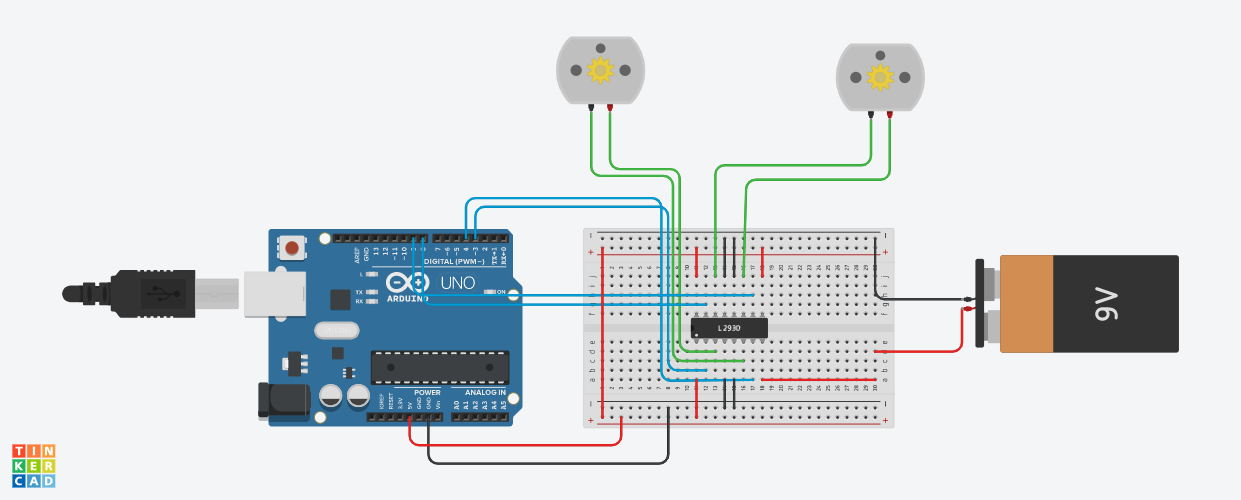 AREF
GND
13
12
~11
~10
7
~6
~5
4
~3
2
TX→1
RX←0
DIGITAL (PWM~)
L
TX
RX
ARDUINO
UNO
ON
L293D
9V
POWER
ANALOG IN
IOREF
RESET
3.3V
5V
GND
GND
Vin
A0
A1
A2
A3
A4
A5
TIN
KER
CAD